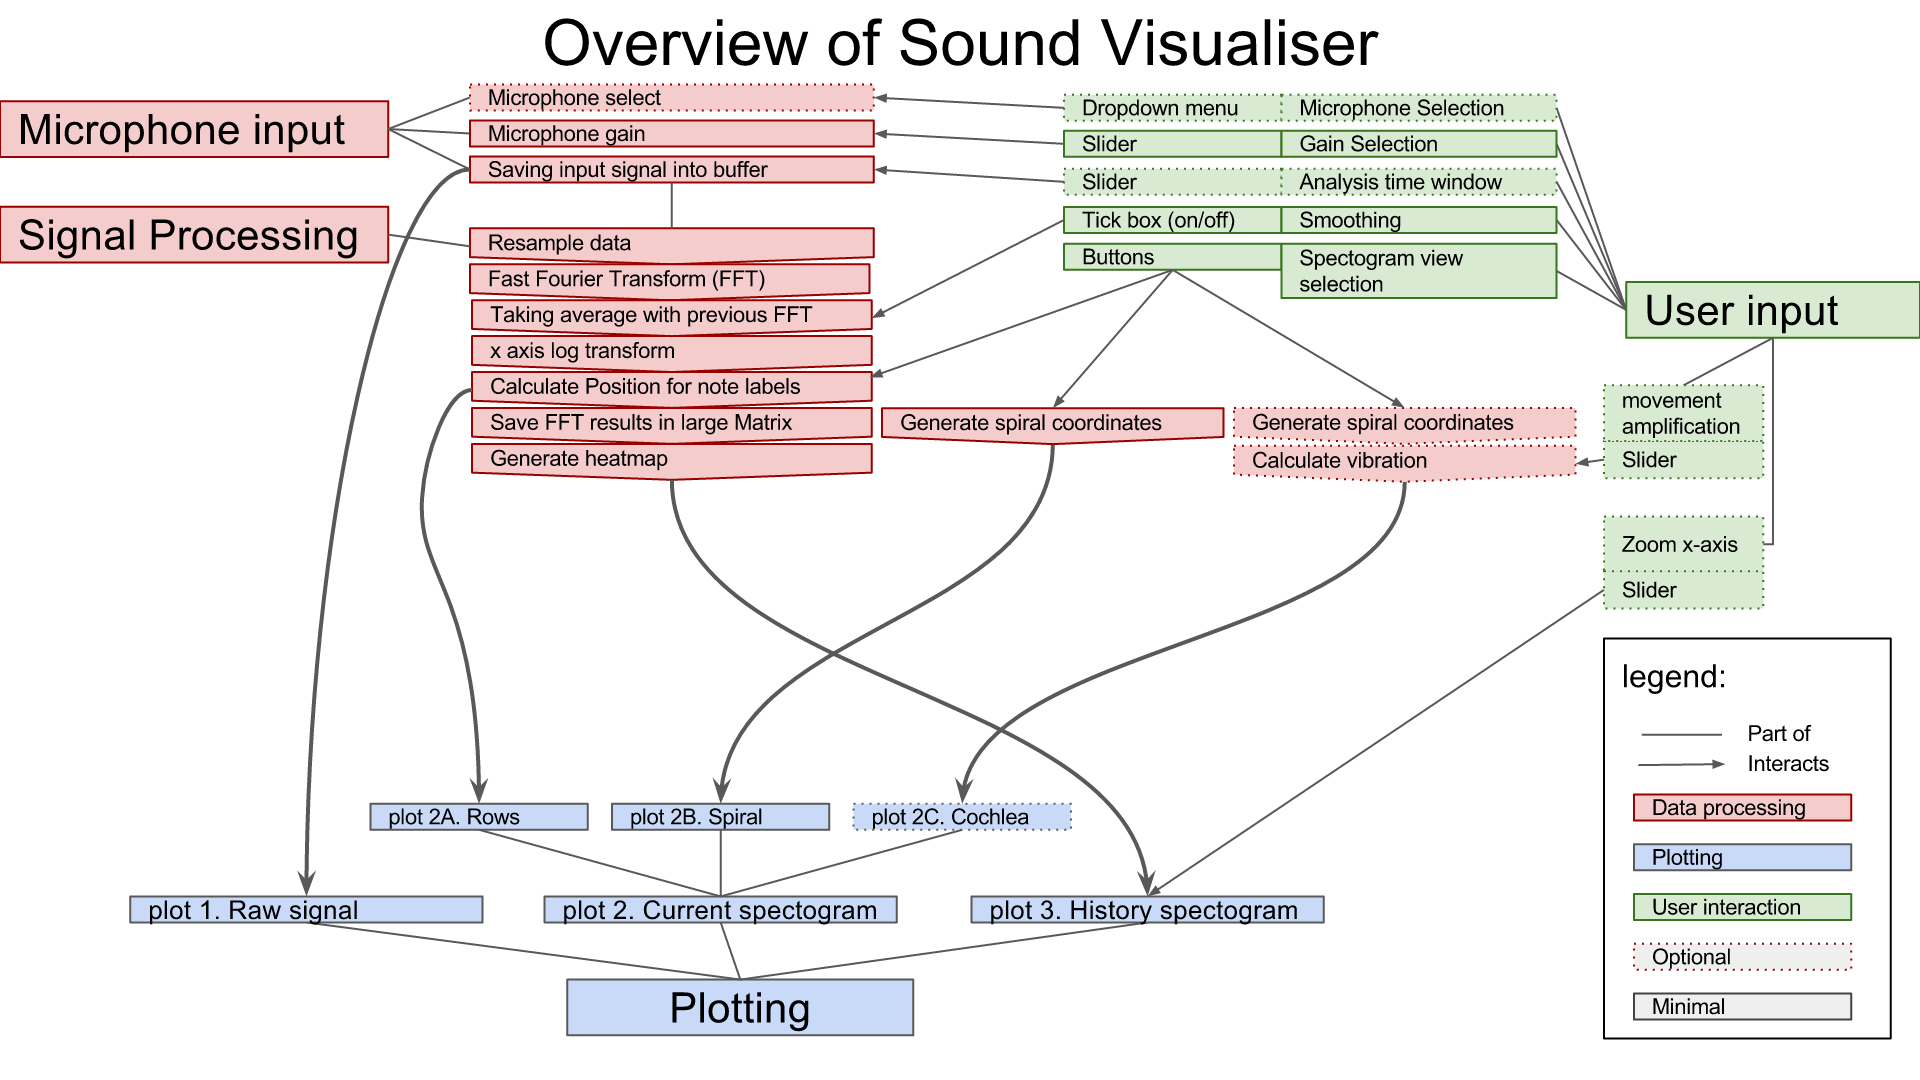 Overview of Sound Visualiser
Microphone input
Signal Processing
Microphone select
Microphone gain
Saving input signal into buffer
Resample data
Fast Fourier Transform (FFT)
Taking average with previous FFT
x axis log transform
Calculate Position for note labels
Save FFT results in large Matrix
Generate heatmap
Generate spiral coordinates
Generate spiral coordinates
Calculate vibration
Dropdown menu
Microphone Selection
Slider
Gain Selection
Slider
Analysis time window
Tick box (on/off)
Smoothing
Buttons
Spectogram view
selection
User input
movement
amplification
Slider
Zoom x-axis
Slider
plot 2A. Rows
plot 2B. Spiral
plot 2C. Cochlea
plot 1. Raw signal
plot 2. Current spectogram
plot 3. History spectogram
Plotting
legend:
Part of
Interacts
Data processing
Plotting
User interaction
Optional
Minimal